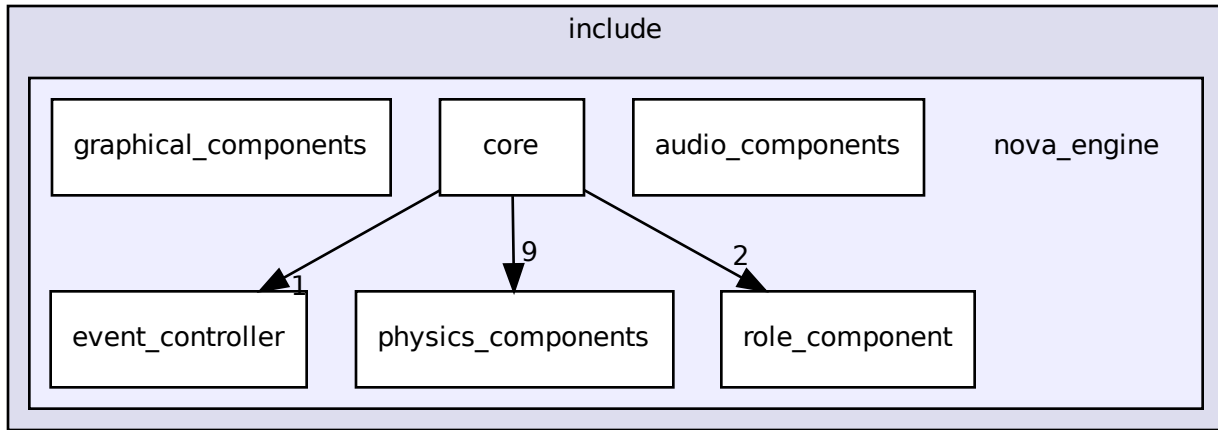 include
graphical_components
core
audio_components
nova_engine
1
9
2
event_controller
physics_components
role_component